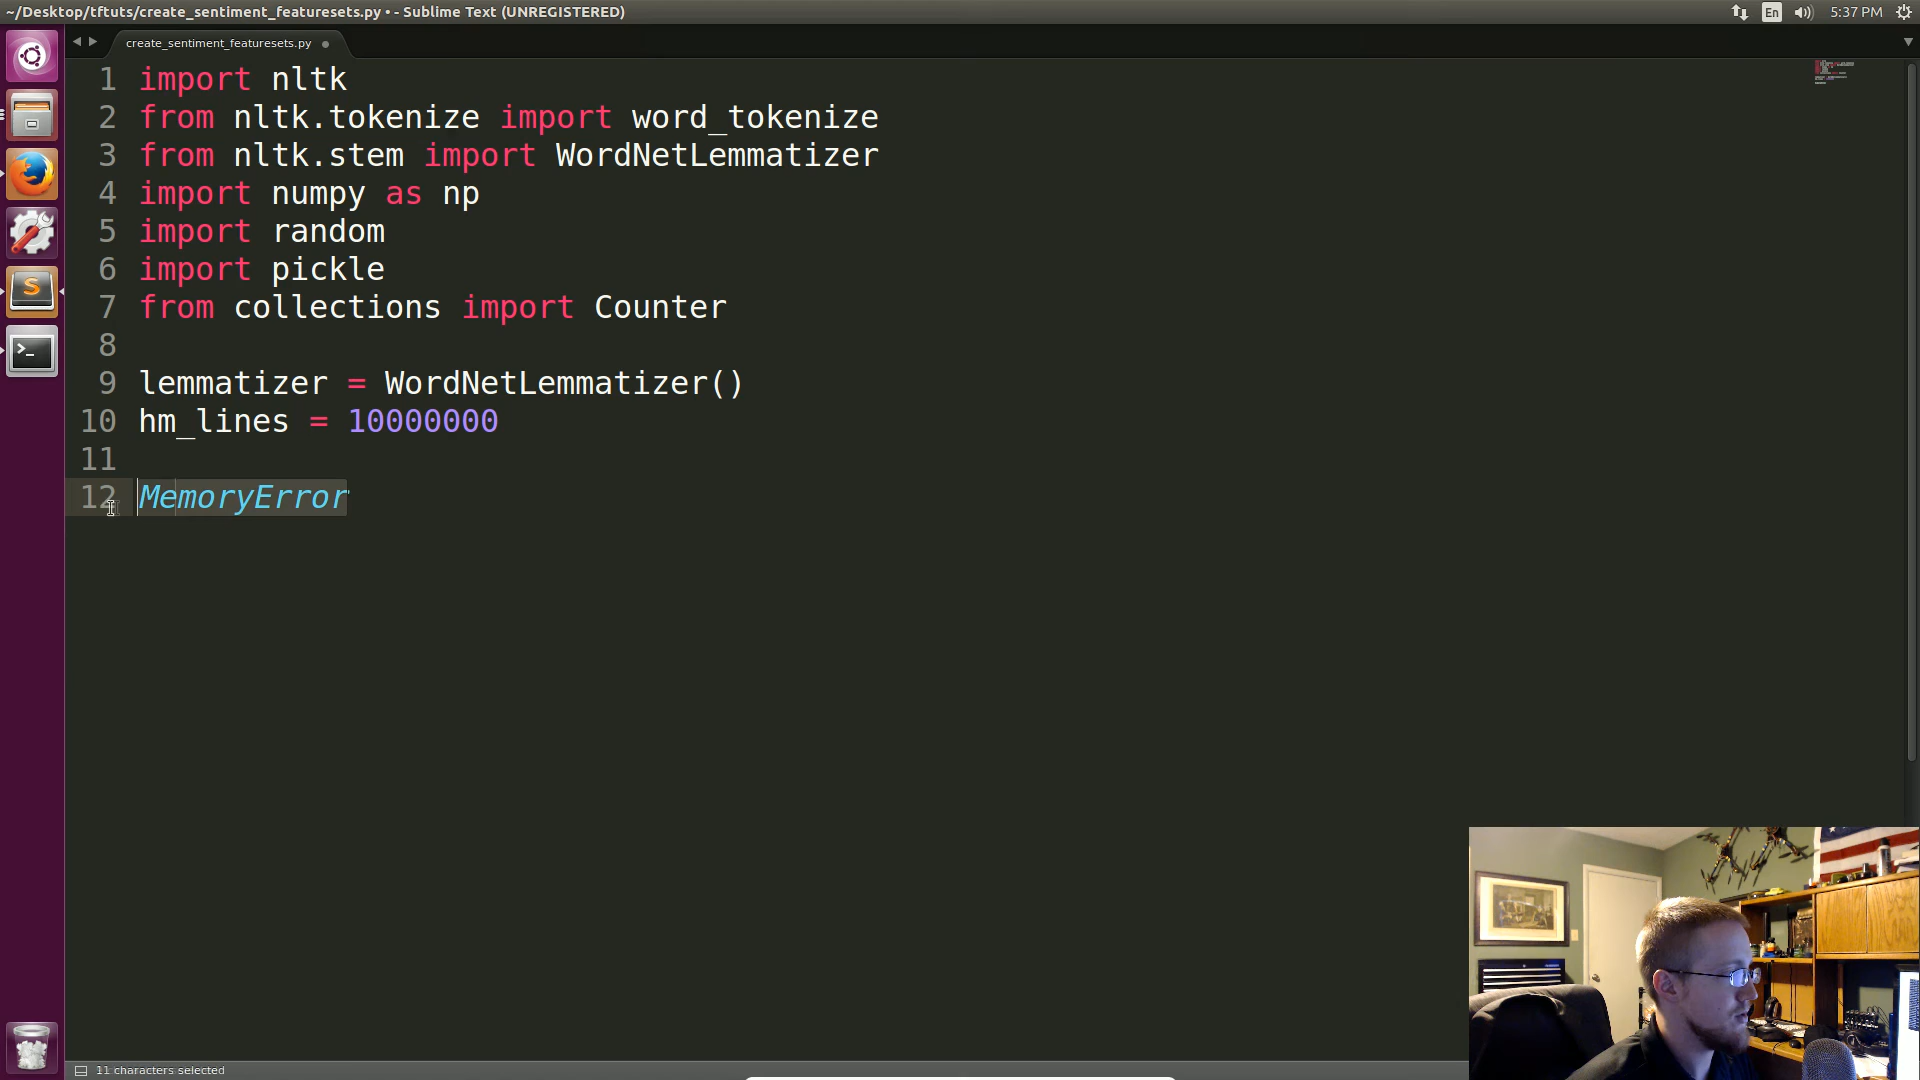 ~/Desktop/tftuts/create_sentiment_featuresets.py • - Sublime Text (UNREGISTERED)
En
5:37 PM
create_sentiment_featuresets.py
1 import nltk
2 from nltk.tokenize import word_tokenize
3 from nltk.stem import WordNetLemmatizer
4 import numpy as np
5 import random
6 import pickle
7 from collections import Counter
8
9 lemmatizer = WordNetLemmatizer()
10 hm_lines = 10000000
11
12 MemoryError
11 characters selected